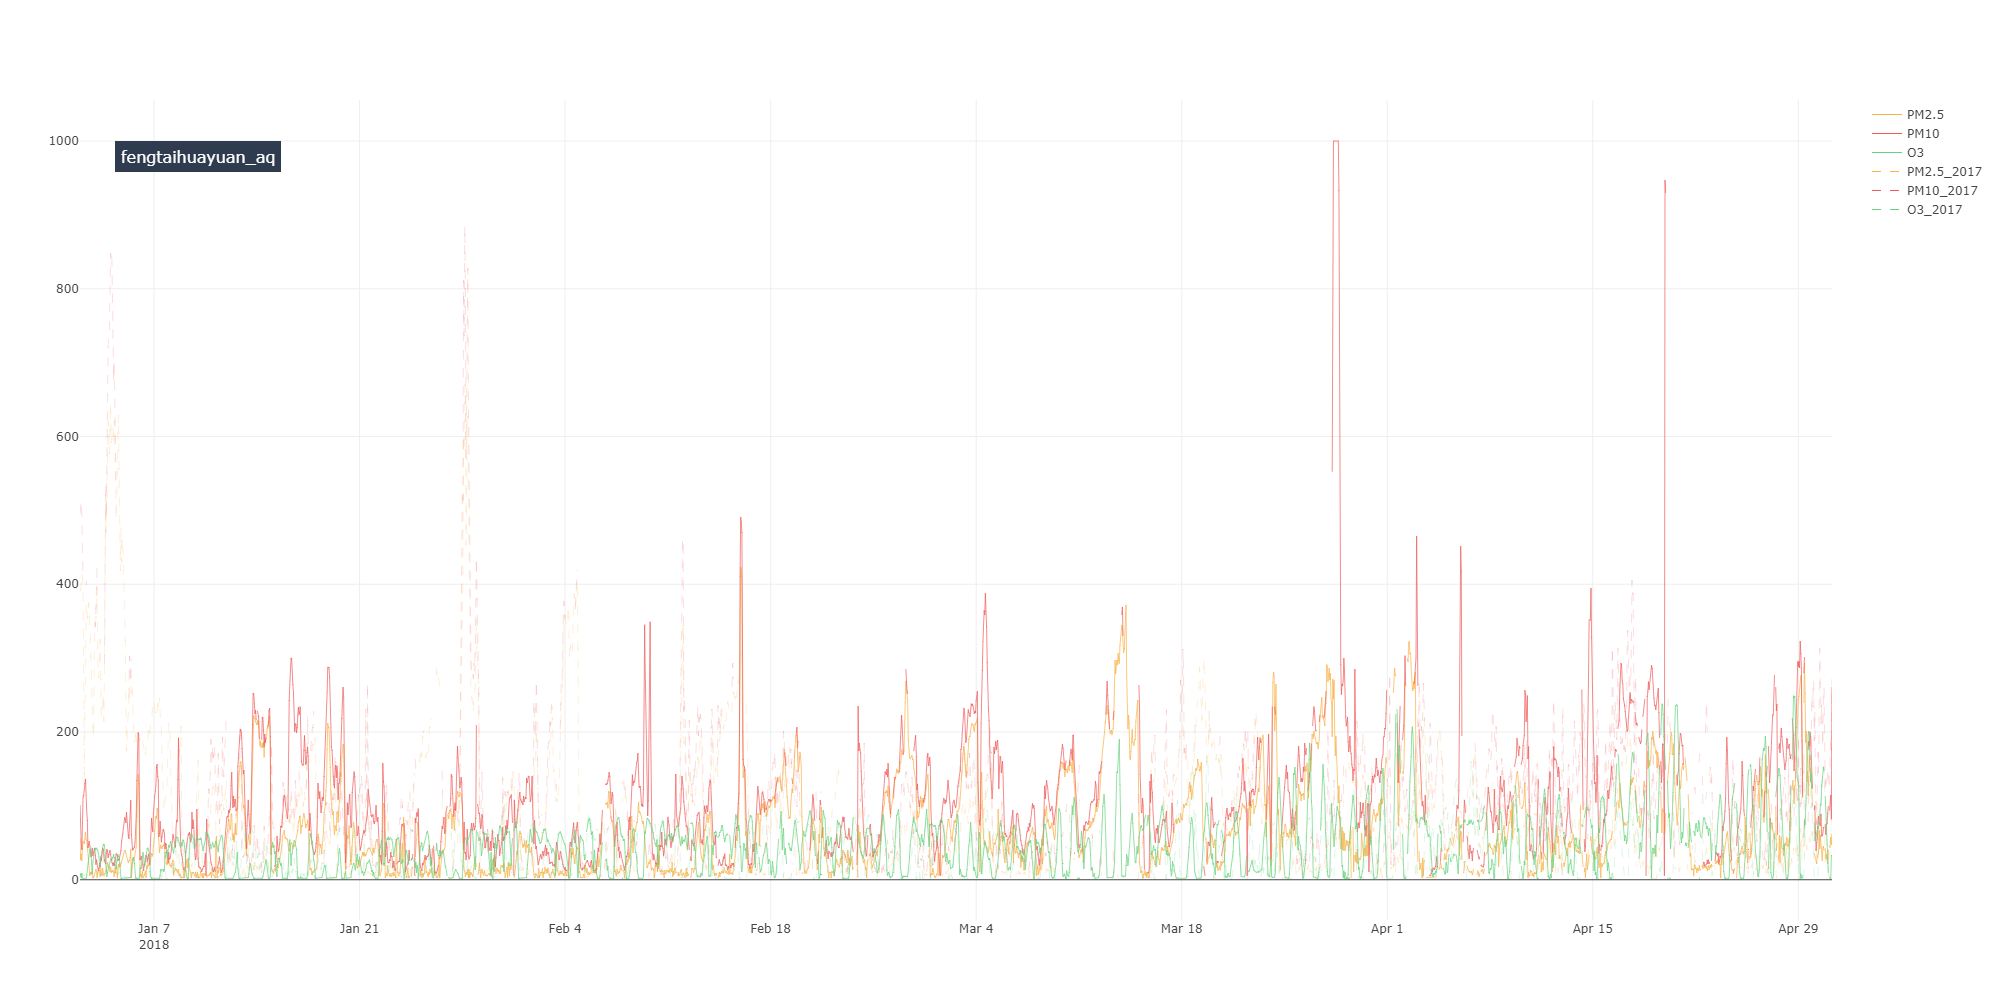 fengtaihuayuan_aq
1000
800
600
400
200
0
Jan 7
2018
Jan 21
Feb 4
Feb 18
Mar 4
Mar 18
Apr 1
Apr 15
Apr 29
PM2.5
PM10
O3
PM2.5_2017
PM10_2017
O3_2017